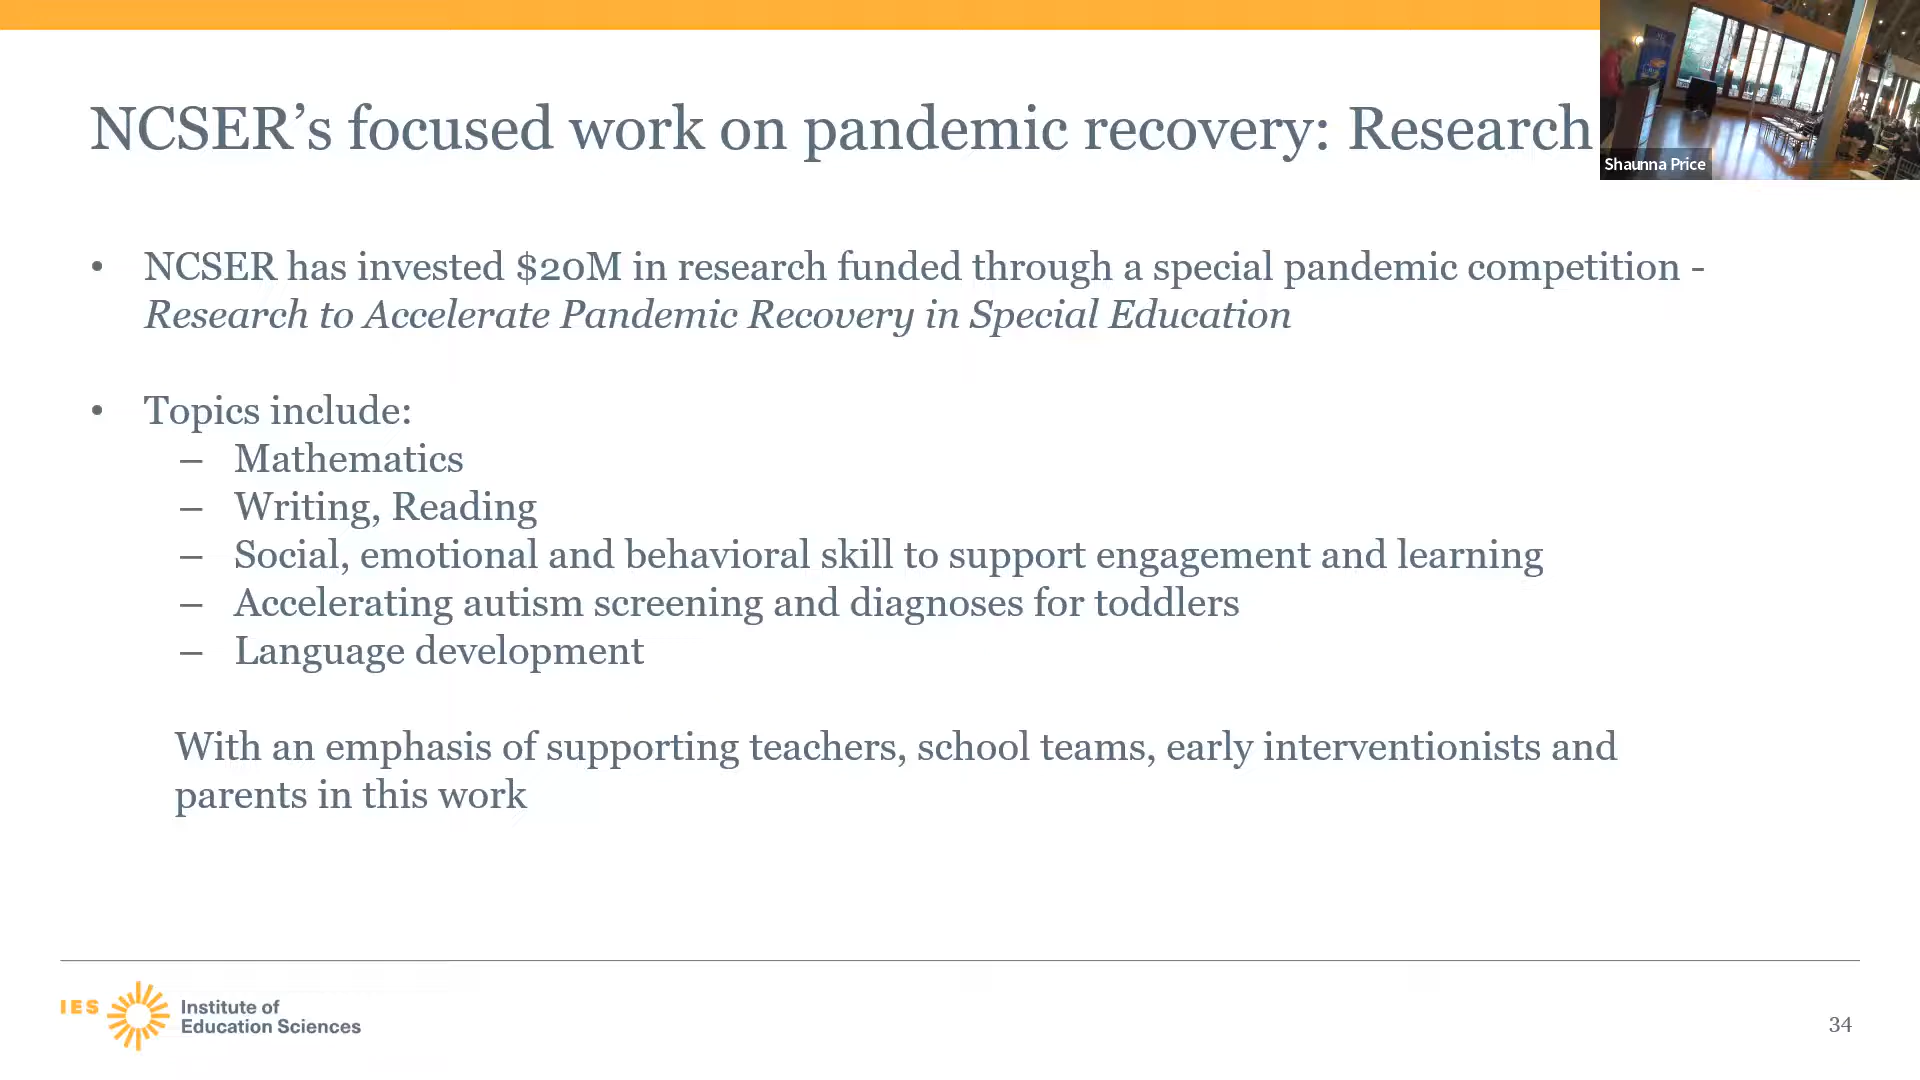 NCSER’s focused work on pandemic recovery: Research
Shaunna Price
• NCSER has invested $20M in research funded through a special pandemic competition -
Research to Accelerate Pandemic Recovery in Special Education
• Topics include:
– Mathematics
– Writing, Reading
– Social, emotional and behavioral skill to support engagement and learning
– Accelerating autism screening and diagnoses for toddlers
– Language development
With an emphasis of supporting teachers, school teams, early interventionists and
parents in this work
IES Institute of
Education Sciences
34